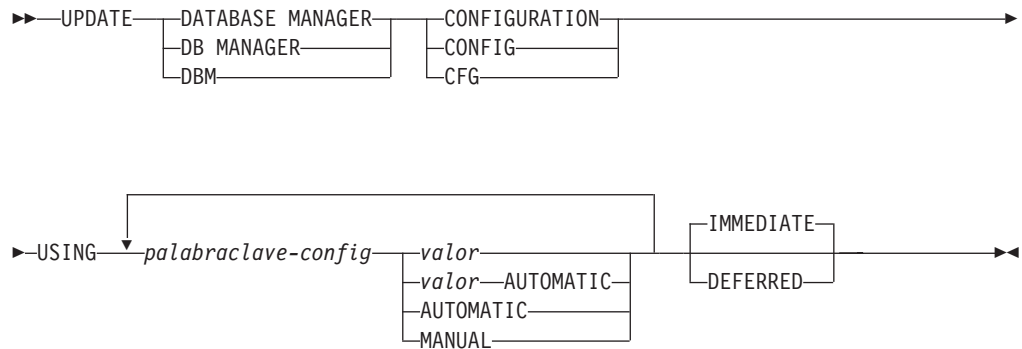 UPDATE DATABASE MANAGER CONFIGURATION
DB MANAGER CONFIG
DBM CFG
IMMEDIATE
USING palabraclave-config valor
valor AUTOMATIC DEFERRED
AUTOMATIC
MANUAL